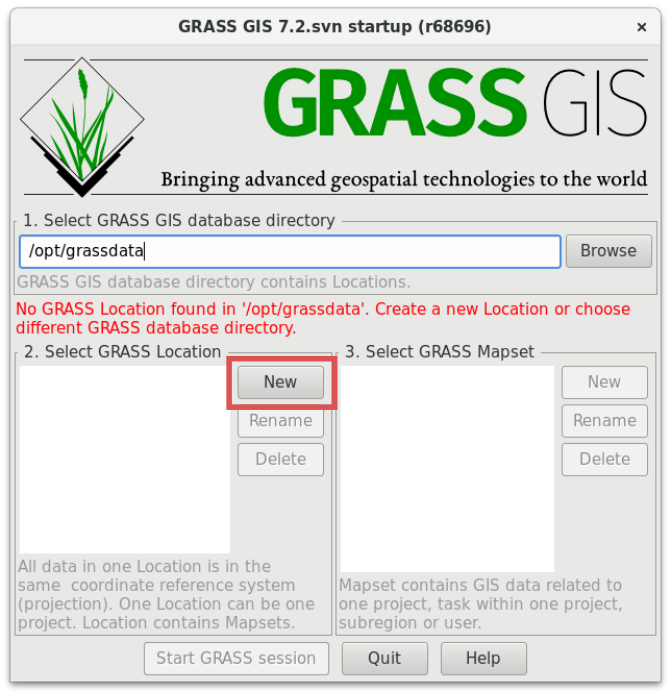 GRASS GIS 7.2.svn startup (r68696)
×
GRASS GIS
Bringing advanced geospatial technologies to the world
1. Select GRASS GIS database directory
/opt/grassdata
Browse
GRASS GIS database directory contains Locations.
No GRASS Location found in '/opt/grassdata'. Create a new Location or choose
different GRASS database directory.
2. Select GRASS Location
New
Rename
Delete
All data in one Location is in the
same  coordinate reference system
(projection). One Location can be one
project. Location contains Mapsets.
3. Select GRASS Mapset
New
Rename
Delete
Mapset contains GIS data related to
one project, task within one project,
subregion or user.
Start GRASS session
Quit
Help